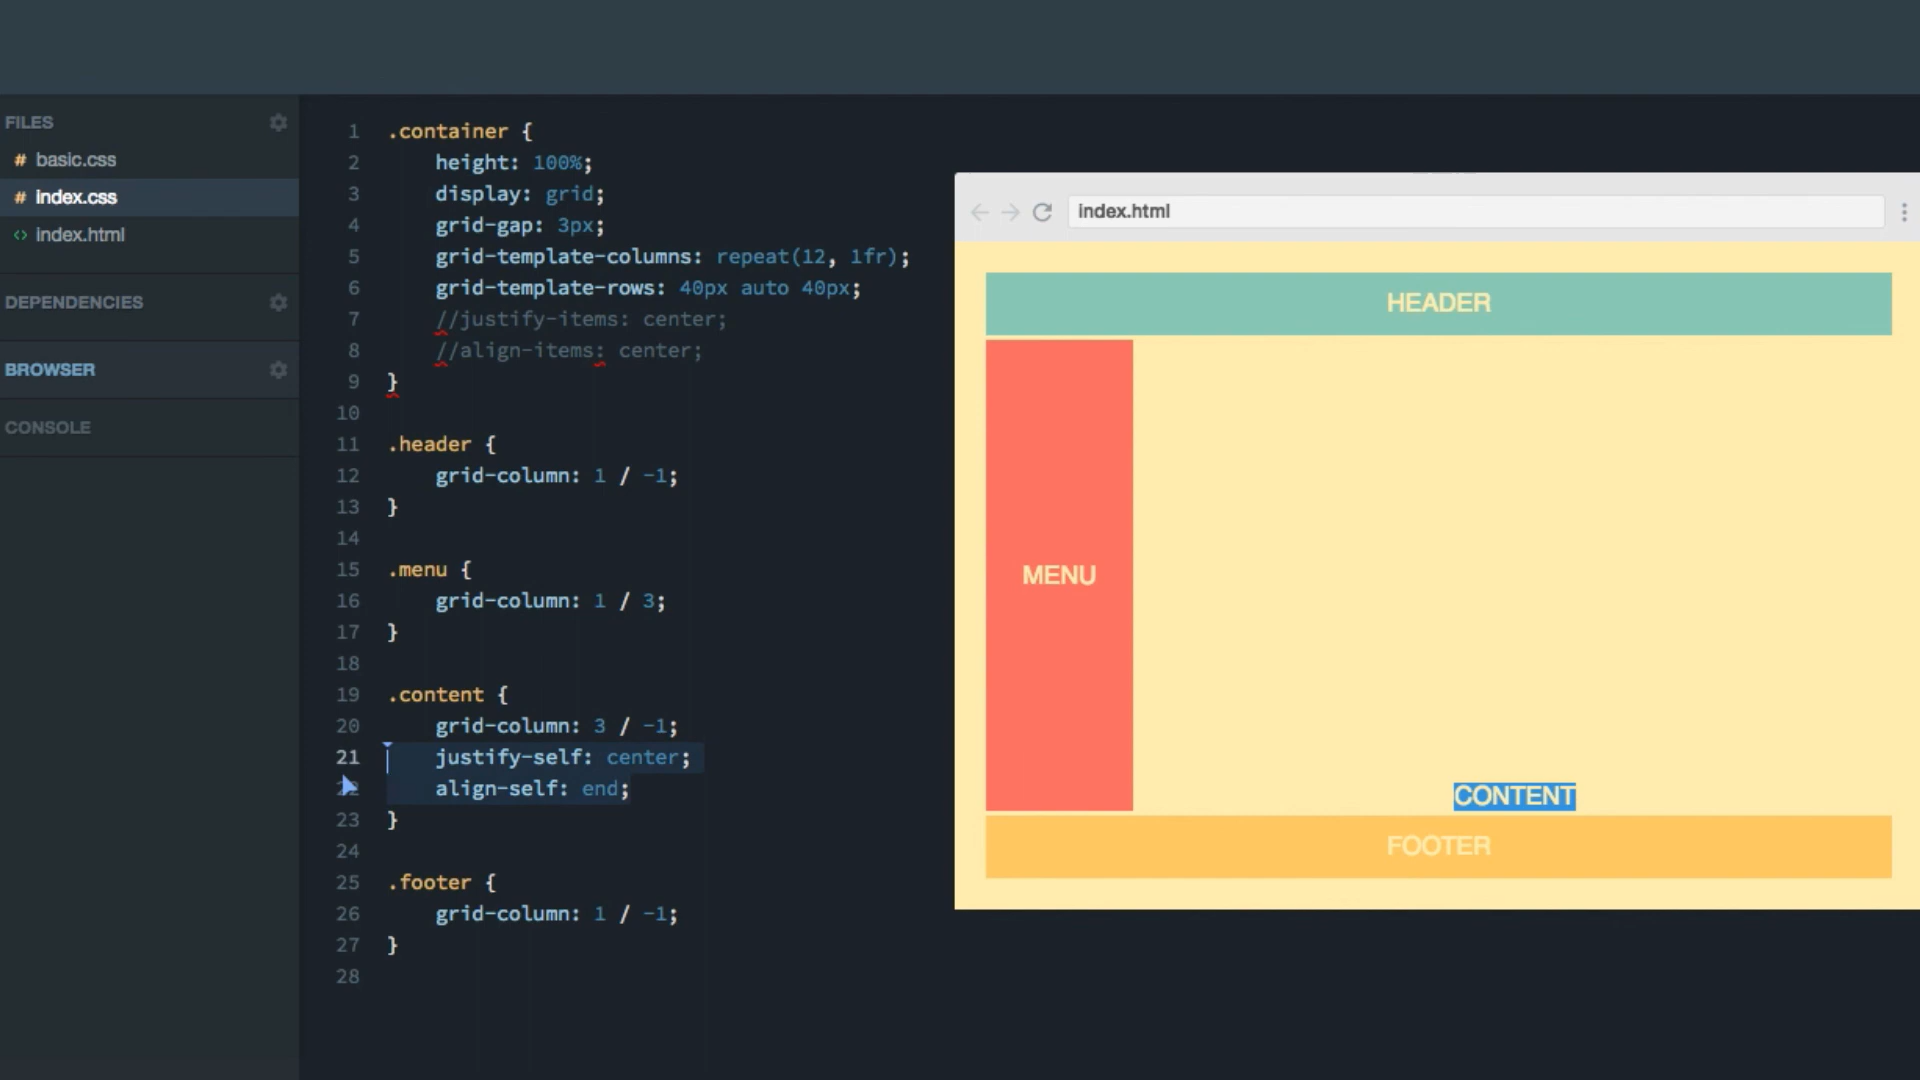 FILES
# basic.css
# index.css
<> index.html
DEPENDENCIES
BROWSER
CONSOLE
1 .container {
2 height: 100%;
3 display: grid;
4 grid-gap: 3px;
5 grid-template-columns: repeat(12, 1fr);
6 grid-template-rows: 40px auto 40px;
7 //justify-items: center;
8 //align-items: center;
9 }
10
11 .header {
12 grid-column: 1 / -1;
13 }
14
15 .menu {
16 grid-column: 1 / 3;
17 }
18
19 .content {
20 grid-column: 3 / -1;
21 justify-self: center;
align-self: end;
23 }
24
25 .footer {
26 grid-column: 1 / -1;
27 }
28
index.html
HEADER
MENU
CONTENT
FOOTER